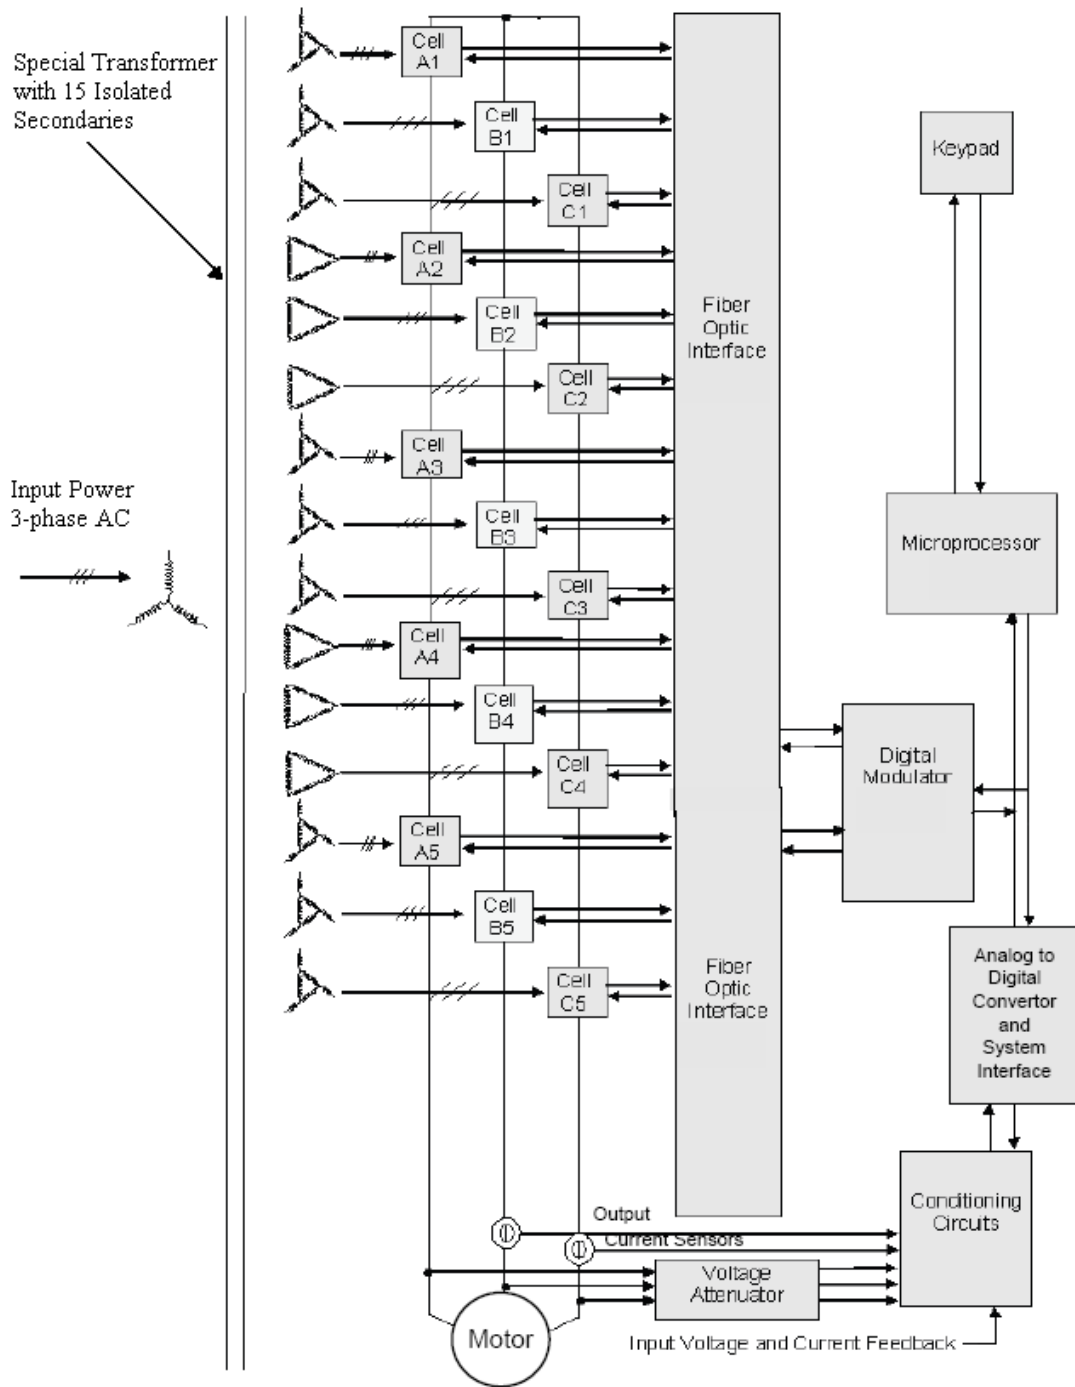 Special Transformer
with 15 Isolated
Secondaries
Input Power
3-phase AC
Cell
A1
Cell
B1
Cell
C1
Cell
A2
Cell
B2
Cell
C2
Cell
A3
Cell
B3
Cell
C3
Cell
A4
Cell
B4
Cell
C4
Cell
A5
Cell
B5
Cell
C5
Fiber
Optic
Interface
Fiber
Optic
Interface
Keypad
Microprocessor
Digital
Modulator
Analog to
Digital
Convertor
and
System
Interface
Conditioning
Circuits
Output
Current Sensors
Voltage
Attenuator
Motor
Input Voltage and Current Feedback